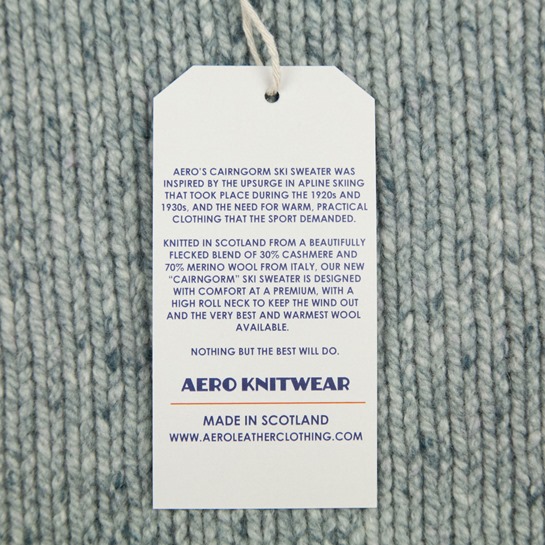 AERO'S CAIRNGORM SKI SWEATER WAS
INSPIRED BY THE UPSURGE IN APLINE SKIING
THAT TOOK PLACE DURING THE 1920s AND
1930s, AND THE NEED FOR WARM, PRACTICAL
CLOTHING THAT THE SPORT DEMANDED.
KNITTED IN SCOTLAND FROM A BEAUTIFULLY
FLECKED BLEND OF 30% CASHMERE AND
70% MERINO WOOL FROM ITALY, OUR NEW
“CAIRNGORM” SKI SWEATER IS DESIGNED
WITH COMFORT AT A PREMIUM, WITH A
HIGH ROLL NECK TO KEEP THE WIND OUT
AND THE VERY BEST AND WARMEST WOOL
AVAILABLE.
NOTHING BUT THE BEST WILL DO.
AERO KNITWEAR
MADE IN SCOTLAND
WWW.AEROLEATHERCLOTHING.COM